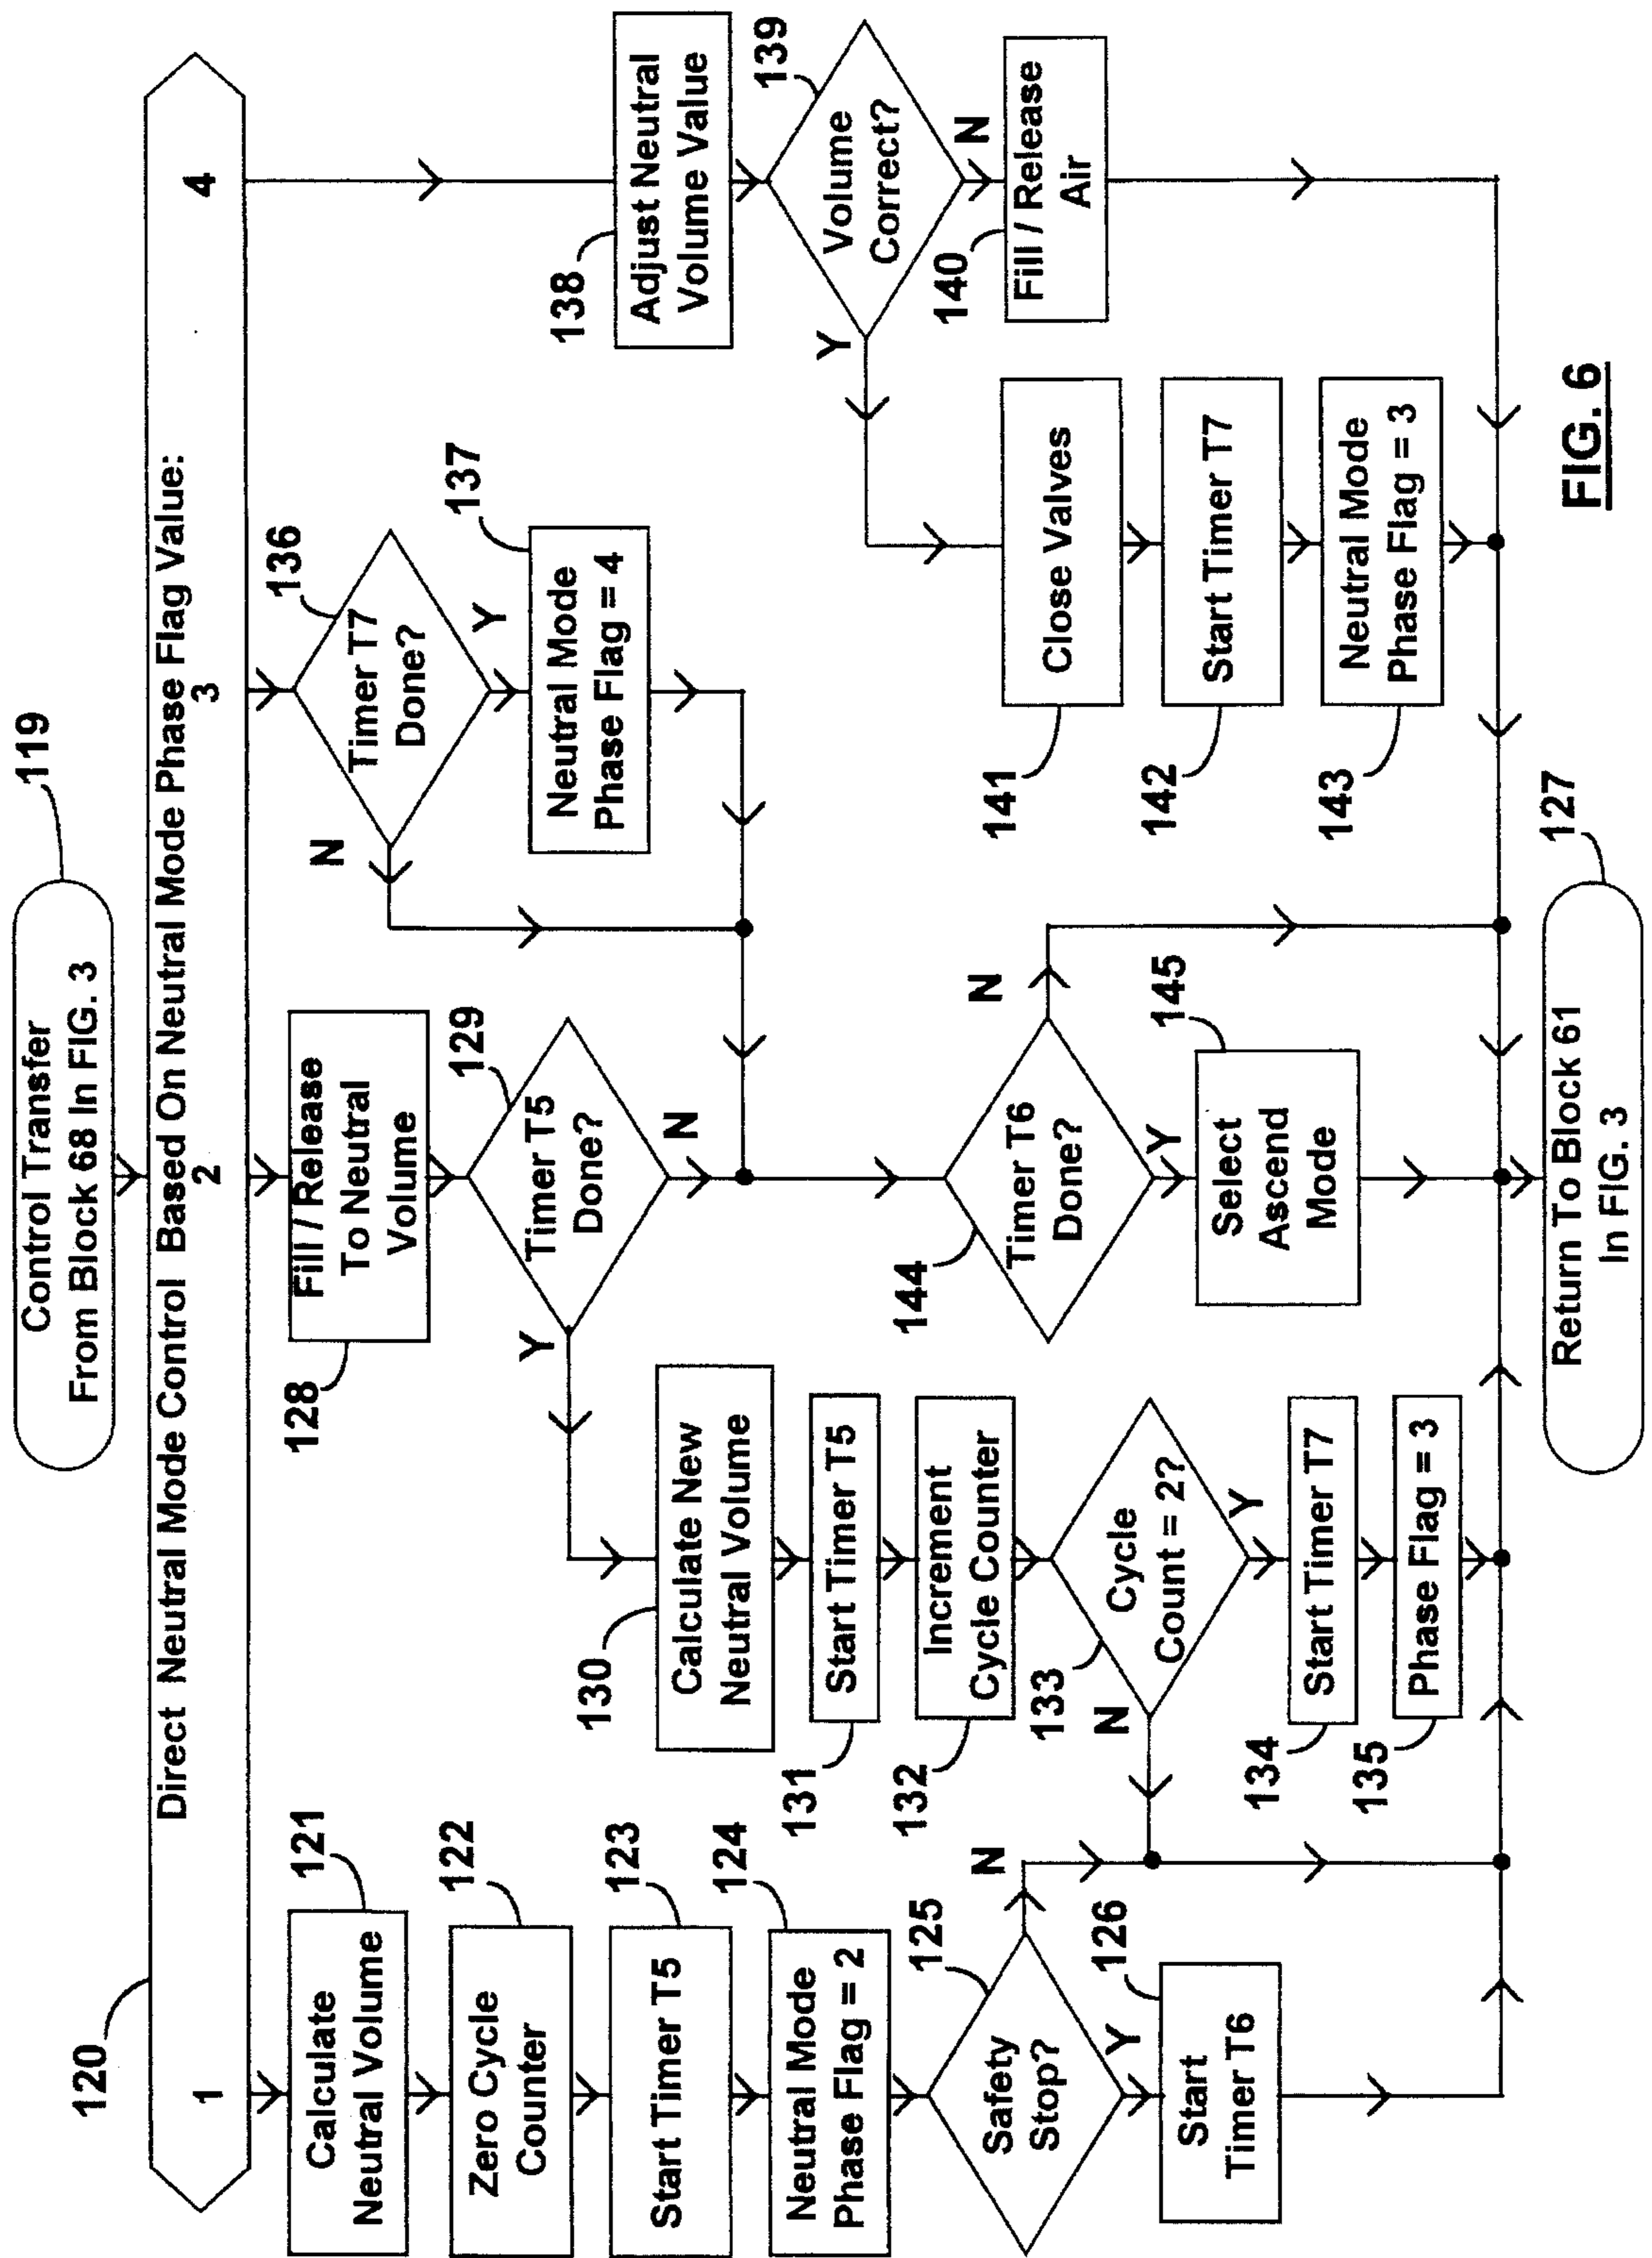 Control Transfer
From Block 68 In FIG. 3
119
120
Direct Neutral Mode Control Based On Neutral Mode Phase Flag Value:
1
2
3
4
121
Calculate
Neutral Volume
122
Zero Cycle
Counter
123
Start Timer T5
124
Neutral Mode
Phase Flag = 2
125
Safety
Stop?
N
Y
126
Start
Timer T6
128
Fill / Release
To Neutral
Volume
129
Timer T5
Done?
Y
N
130
Calculate New
Neutral Volume
131
Start Timer T5
132
Increment
Cycle Counter
133
Cycle
Count = 2?
N
Y
134
Start Timer T7
135
Phase Flag = 3
136
Timer T7
Done?
N
Y
137
Neutral Mode
Phase Flag = 4
144
Timer T6
Done?
N
Y
145
Select
Ascend
Mode
138
Adjust Neutral
Volume Value
139
Volume
Correct?
Y
N
140
Fill / Release
Air
141
Close Valves
142
Start Timer T7
143
Neutral Mode
Phase Flag = 3
127
Return To Block 61
In FIG. 3
FIG. 6